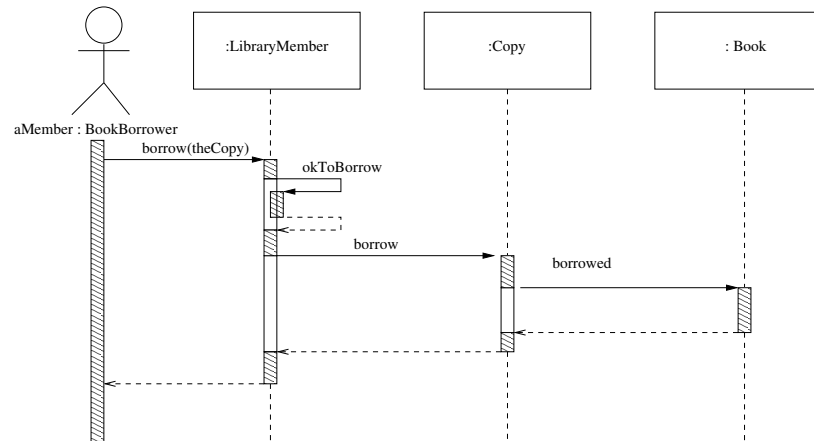 :LibraryMember
:Copy
: Book
aMember : BookBorrower
borrow(theCopy)
okToBorrow
borrow
borrowed